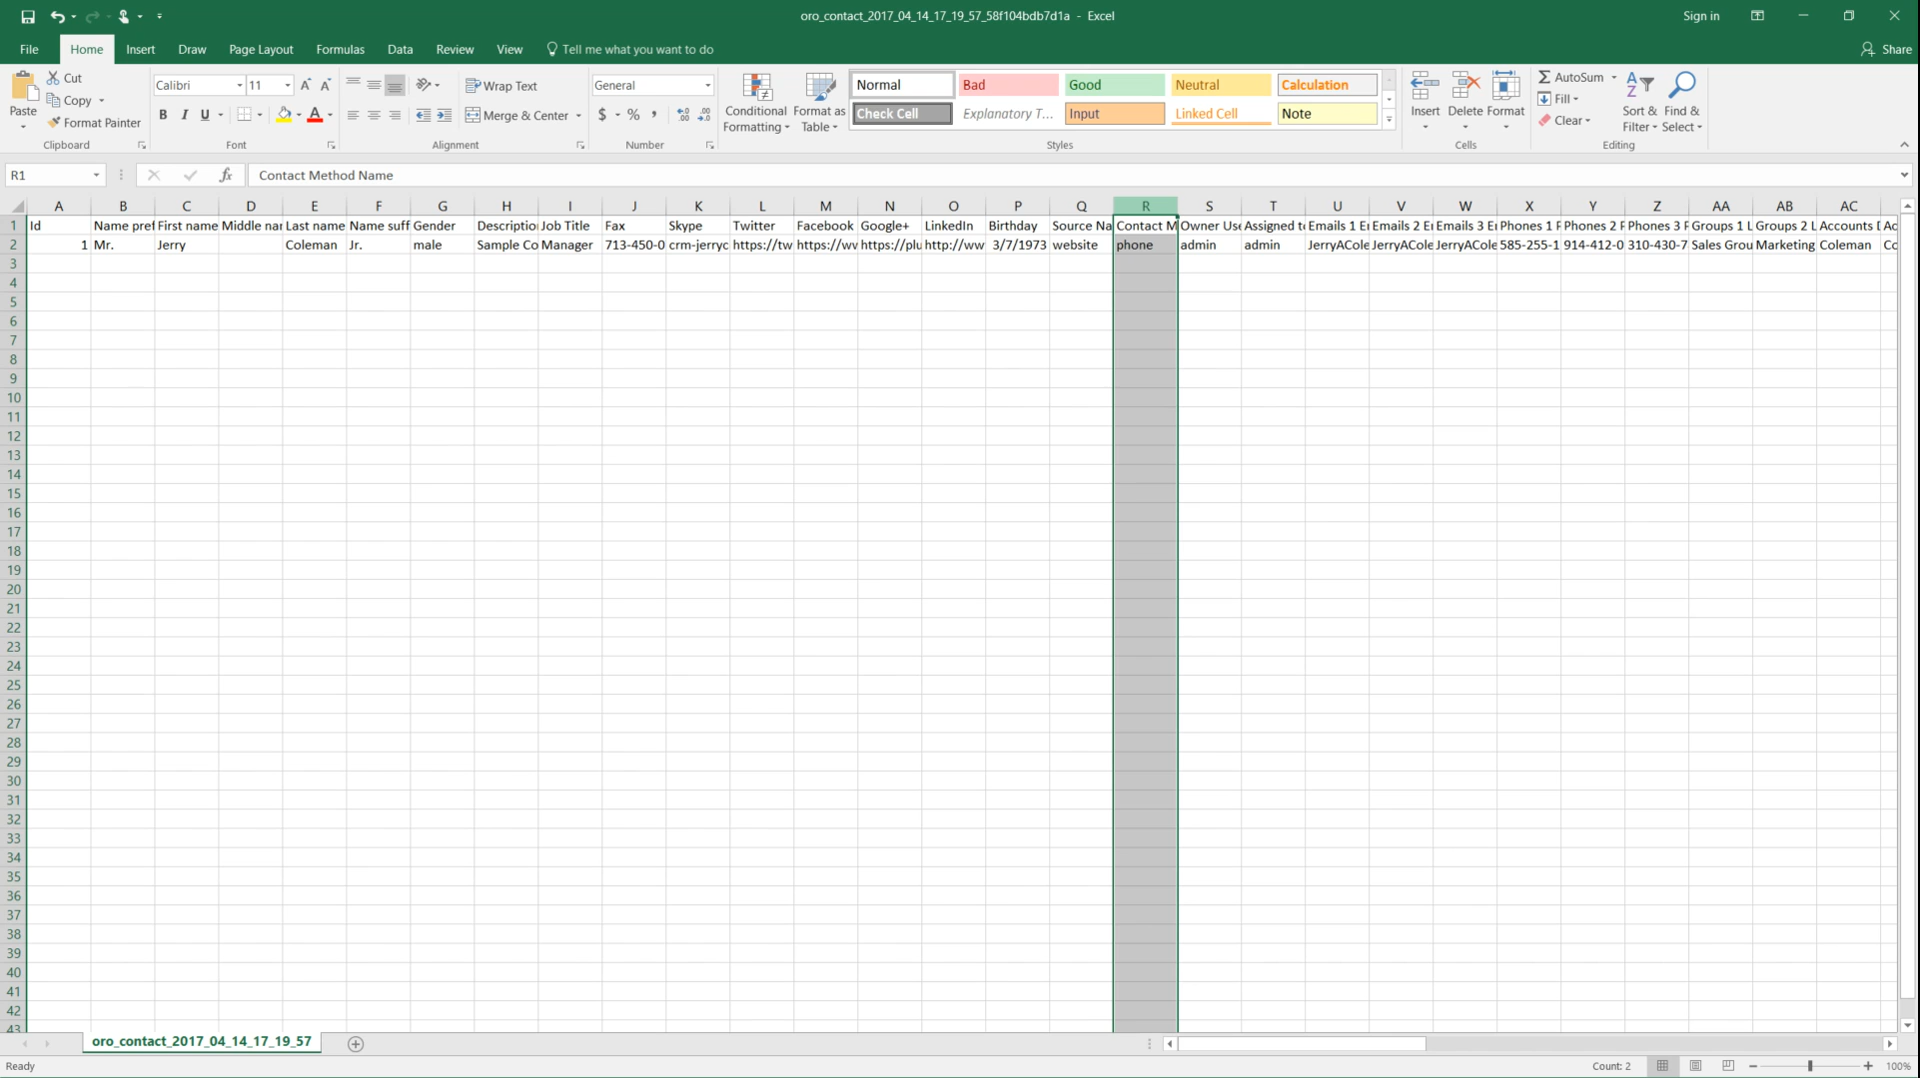 oro_contact_2017_04_14_17_19_57_58f104bdb7d1a - Excel
Sign in
File Home Insert Draw Page Layout Formulas Data Review View Tell me what you want to do Share
Paste Cut Copy Format Painter
Calibri 11 A A
B I U A
Wrap Text
Merge & Center
General
$ % ,
Conditional Formatting Format as Table
Normal Bad Good Neutral Calculation
Check Cell Explanatory T... Input Linked Cell Note
Insert Delete Format
AutoSum Fill Clear
Sort & Filter Find & Select
Clipboard Font Alignment Number Styles Cells Editing
R1 fx Contact Method Name
A B C D E F G H I J K L M N O P Q R S T U V W X Y Z AA AB AC
1 Id Name pref First name Middle nar Last name Name suff Gender Descriptio Job Title Fax Skype Twitter Facebook Google+ LinkedIn Birthday Source Na Contact M Owner Use Assigned to Emails 1 E Emails 2 E Emails 3 E Phones 1 P Phones 2 P Phones 3 P Groups 1 L Groups 2 L Accounts Ac
2 1 Mr. Jerry Coleman Jr. male Sample Co Manager 713-450-0 crm-jerryc https://tw https://wv https://plu http://ww 3/7/1973 website phone admin admin JerryACole JerryACole JerryACole 585-255-1 914-412-0 310-430-7 Sales Grou Marketing Coleman Co
3
4
5
6
7
8
9
10
11
12
13
14
15
16
17
18
19
20
21
22
23
24
25
26
27
28
29
30
31
32
33
34
35
36
37
38
39
40
41
42
43
oro_contact_2017_04_14_17_19_57
Ready Count: 2 100%